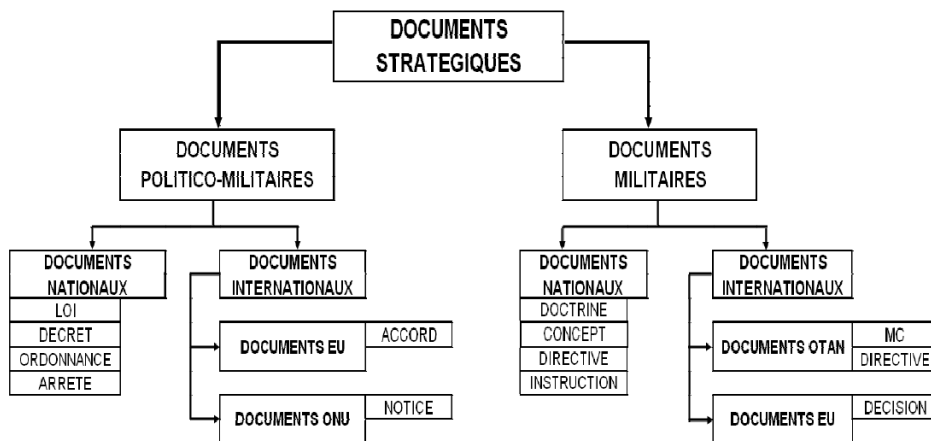 DOCUMENTS
STRATEGIQUES
DOCUMENTS
POLITICO-MILITAIRES
DOCUMENTS
MILITAIRES
DOCUMENTS
NATIONAUX
LOI
DECRET
ORDONNANCE
ARRETE
DOCUMENTS
INTERNATIONAUX
DOCUMENTS EU
ACCORD
DOCUMENTS ONU
NOTICE
DOCUMENTS
NATIONAUX
DOCTRINE
CONCEPT
DIRECTIVE
INSTRUCTION
DOCUMENTS
INTERNATIONAUX
DOCUMENTS OTAN
MC
DIRECTIVE
DOCUMENTS EU
DECISION